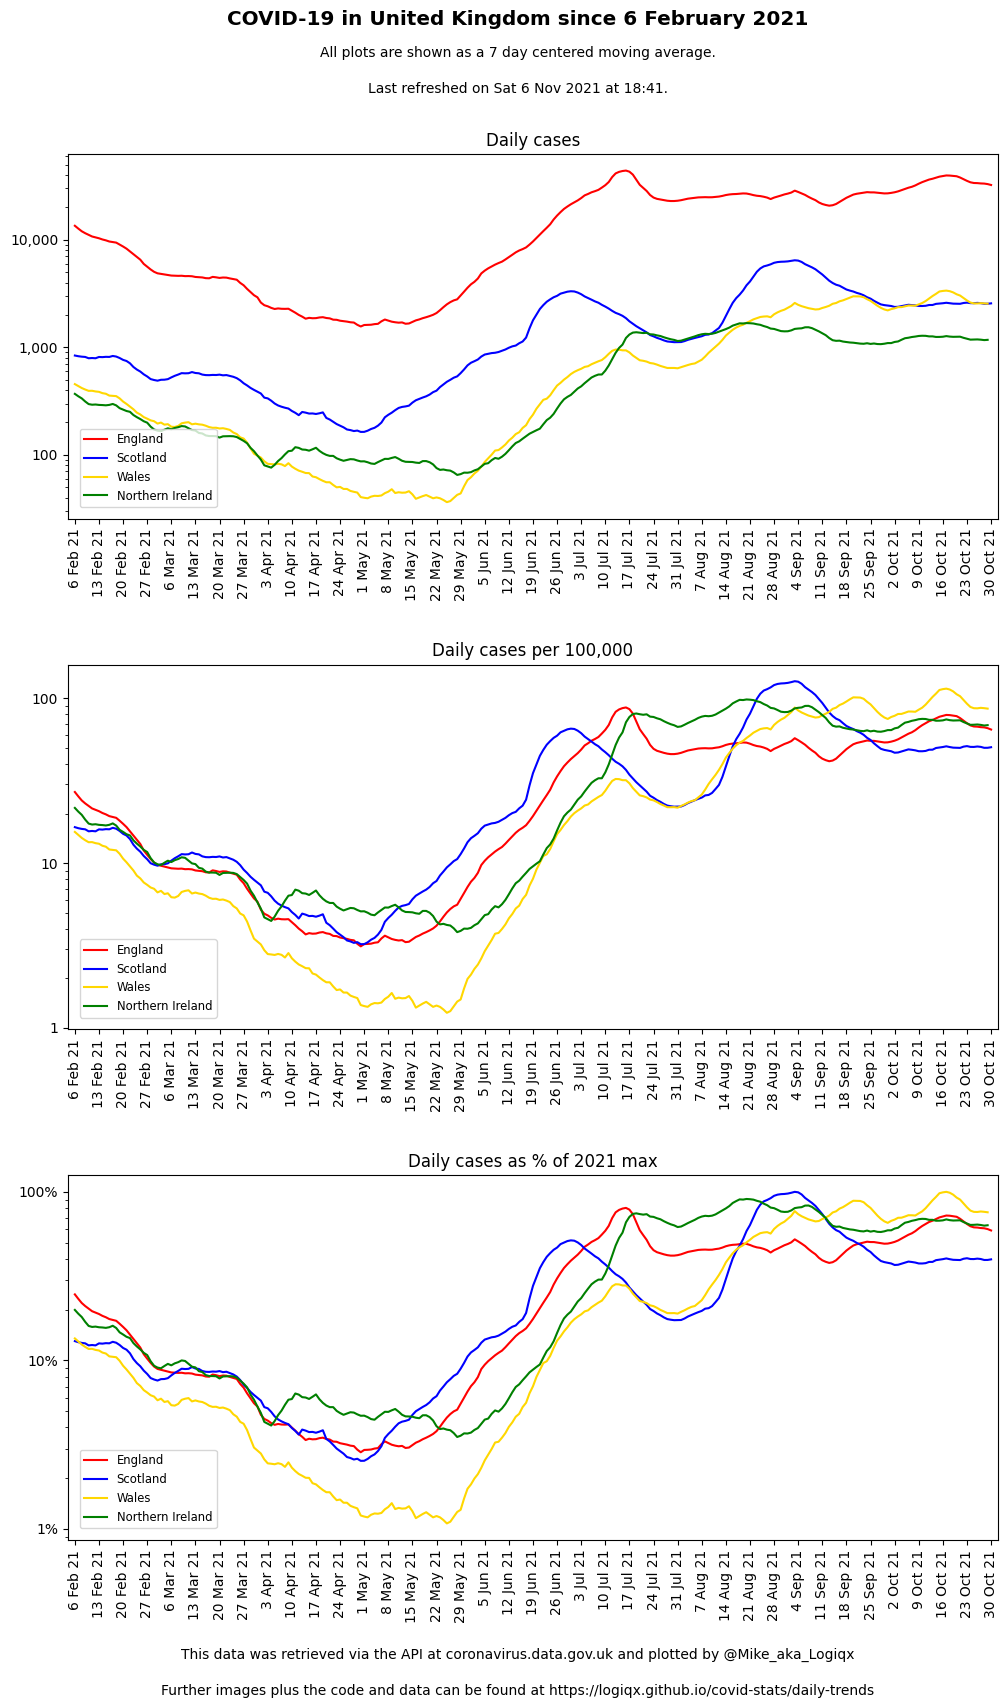 COVID-19 in United Kingdom since 6 February 2021
All plots are shown as a 7 day centered moving average.
Last refreshed on Sat 6 Nov 2021 at 18:41.
Daily cases
10,000
1,000
100
England
Scotland
Wales
Northern Ireland
6 Feb 21
13 Feb 21
20 Feb 21
27 Feb 21
6 Mar 21
13 Mar 21
20 Mar 21
27 Mar 21
3 Apr 21
10 Apr 21
17 Apr 21
24 Apr 21
1 May 21
8 May 21
15 May 21
22 May 21
29 May 21
5 Jun 21
12 Jun 21
19 Jun 21
26 Jun 21
3 Jul 21
10 Jul 21
17 Jul 21
24 Jul 21
31 Jul 21
7 Aug 21
14 Aug 21
21 Aug 21
28 Aug 21
4 Sep 21
11 Sep 21
18 Sep 21
25 Sep 21
2 Oct 21
9 Oct 21
16 Oct 21
23 Oct 21
30 Oct 21
Daily cases per 100,000
100
10
1
England
Scotland
Wales
Northern Ireland
6 Feb 21
13 Feb 21
20 Feb 21
27 Feb 21
6 Mar 21
13 Mar 21
20 Mar 21
27 Mar 21
3 Apr 21
10 Apr 21
17 Apr 21
24 Apr 21
1 May 21
8 May 21
15 May 21
22 May 21
29 May 21
5 Jun 21
12 Jun 21
19 Jun 21
26 Jun 21
3 Jul 21
10 Jul 21
17 Jul 21
24 Jul 21
31 Jul 21
7 Aug 21
14 Aug 21
21 Aug 21
28 Aug 21
4 Sep 21
11 Sep 21
18 Sep 21
25 Sep 21
2 Oct 21
9 Oct 21
16 Oct 21
23 Oct 21
30 Oct 21
Daily cases as % of 2021 max
100%
10%
1%
England
Scotland
Wales
Northern Ireland
6 Feb 21
13 Feb 21
20 Feb 21
27 Feb 21
6 Mar 21
13 Mar 21
20 Mar 21
27 Mar 21
3 Apr 21
10 Apr 21
17 Apr 21
24 Apr 21
1 May 21
8 May 21
15 May 21
22 May 21
29 May 21
5 Jun 21
12 Jun 21
19 Jun 21
26 Jun 21
3 Jul 21
10 Jul 21
17 Jul 21
24 Jul 21
31 Jul 21
7 Aug 21
14 Aug 21
21 Aug 21
28 Aug 21
4 Sep 21
11 Sep 21
18 Sep 21
25 Sep 21
2 Oct 21
9 Oct 21
16 Oct 21
23 Oct 21
30 Oct 21
This data was retrieved via the API at coronavirus.data.gov.uk and plotted by @Mike_aka_Logiqx
Further images plus the code and data can be found at https://logiqx.github.io/covid-stats/daily-trends